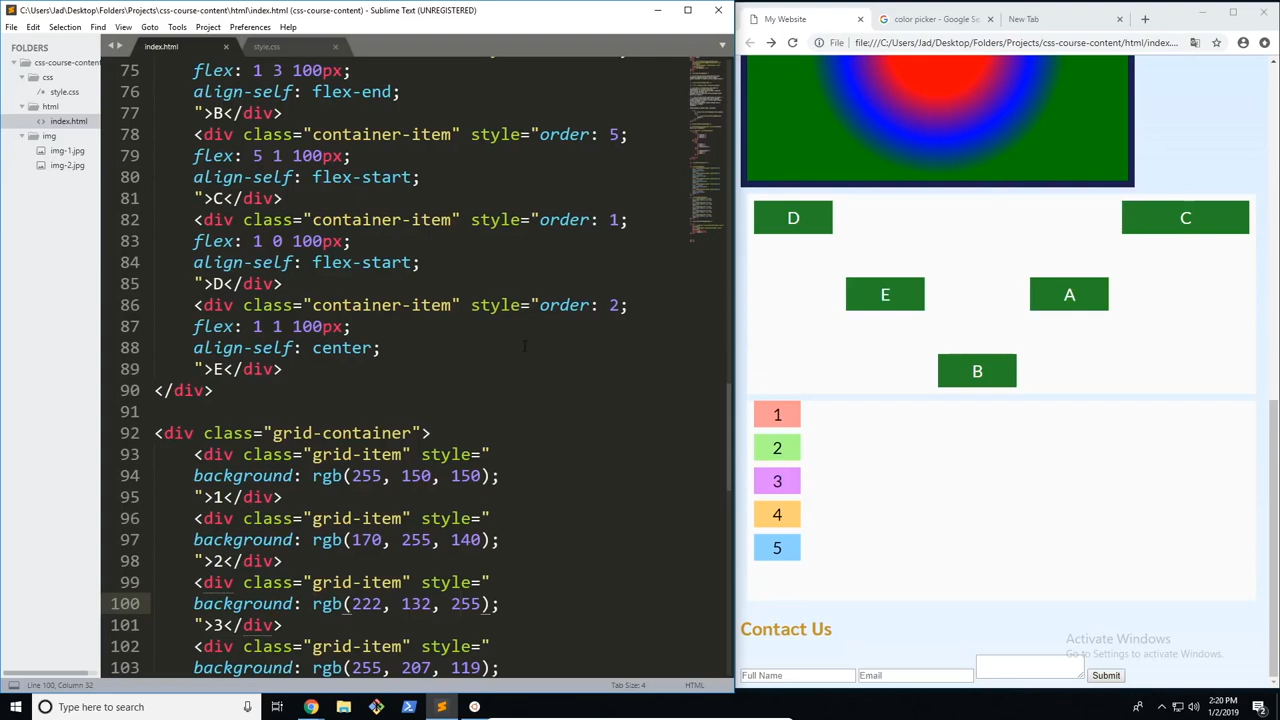 C:\Users\Jad\Desktop\Folders\Projects\css-course-content\html\index.html (css-course-content) - Sublime Text (UNREGISTERED)
File Edit Selection Find View Goto Tools Project Preferences Help
FOLDERS
css-course-content
css
/* style.css
html
<> index.html
img
img-1.jpg
img-2.jpg
index.html
style.css
75 flex: 1 3 100px;
76 align-self: flex-end;
77 ">B</div>
78 <div class="container-item" style="order: 5;
79 flex: 5 1 100px;
80 align-self: flex-start;
81 ">C</div>
82 <div class="container-item" style="order: 1;
83 flex: 1 0 100px;
84 align-self: flex-start;
85 ">D</div>
86 <div class="container-item" style="order: 2;
87 flex: 1 1 100px;
88 align-self: center;
89 ">E</div>
90 </div>
91
92 <div class="grid-container">
93 <div class="grid-item" style="
94 background: rgb(255, 150, 150);
95 ">1</div>
96 <div class="grid-item" style="
97 background: rgb(170, 255, 140);
98 ">2</div>
99 <div class="grid-item" style="
100 background: rgb(222, 132, 255);
101 ">3</div>
102 <div class="grid-item" style="
103 background: rgb(255, 207, 119);
Line 100, Column 32
Tab Size: 4
HTML
My Website
color picker - Google Se
New Tab
File
file:///C:/Users/Jad/Desktop/Folders/Projects/css-course-content/html/index....
D
C
E
A
B
1
2
3
4
5
Contact Us
Activate Windows
Go to Settings to activate Windows.
Full Name
Email
Submit
Type here to search
2:20 PM
1/2/2019
2